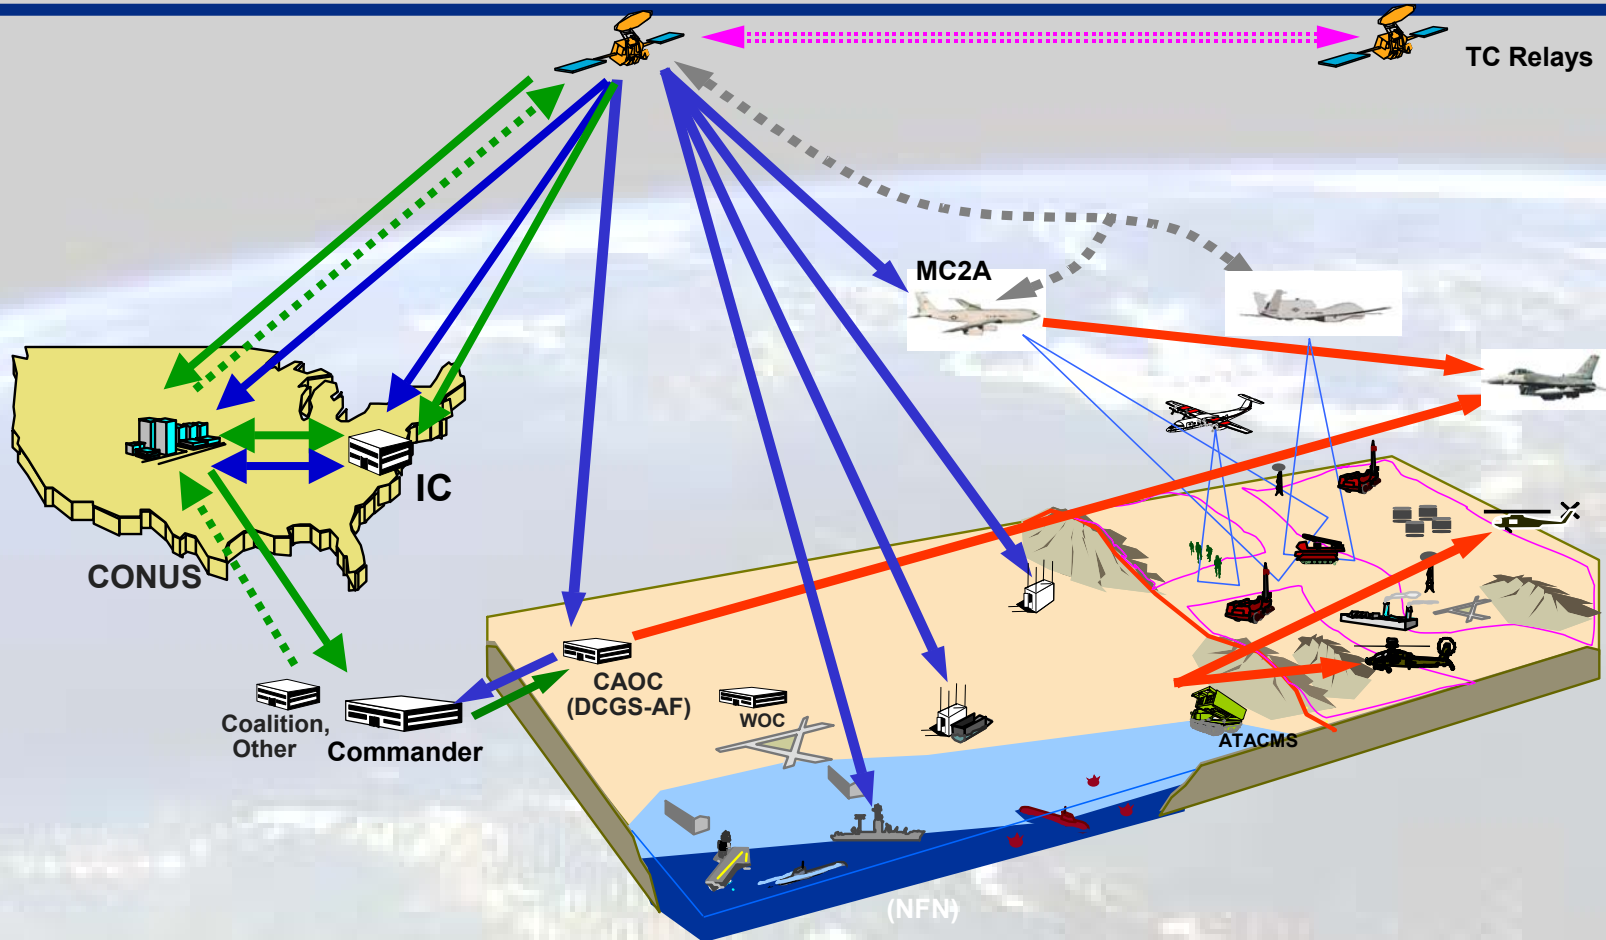 TC Relays
MC2A
IC
CONUS
CAOC
(DCGS-AF)
WOC
Coalition,
Other
Commander
ATACMS
(NFN)